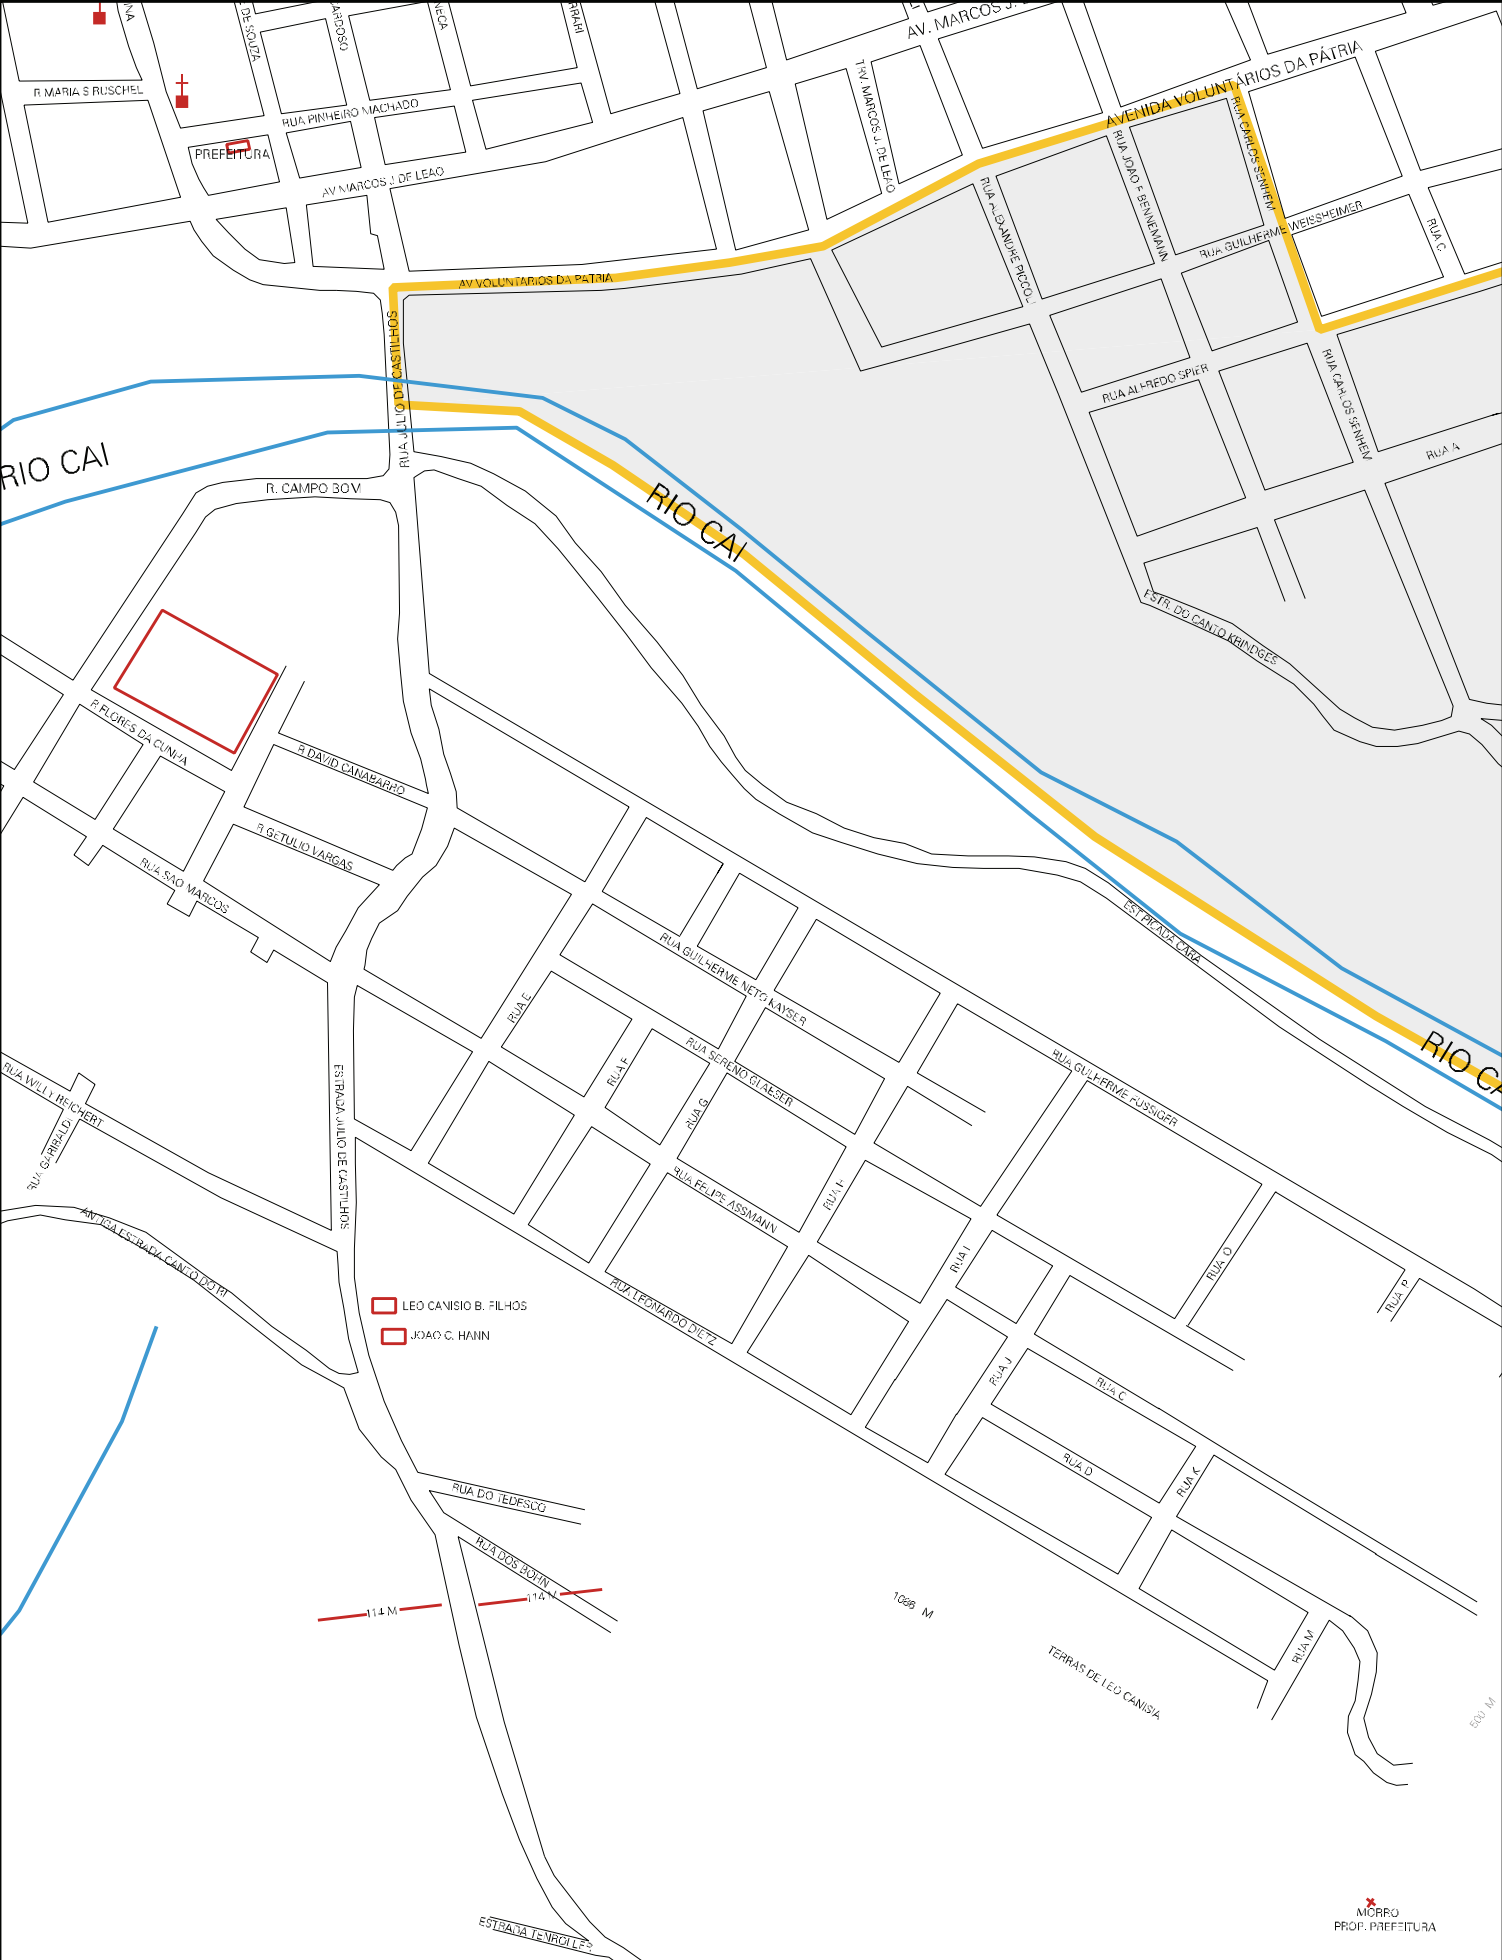 DE SOUZA
CARDOSO
AV. MARCOS J.
R MARIA S RUSCHEL
RUA PINHEIRO MACHADO
PREFEITURA
AV MARCOS J DE LEAO
TRV. MARCOS J. DE LEAO
AVENIDA VOLUNTÁRIOS DA PÁTRIA
RUA CARLOS SENHEM
RUA JOAO F BENNEMANN
RUA ALEXANDRE PICCOLI
RUA GUILHERME WEISSHEIMER
RUA C
AV VOLUNTARIOS DA PATRIA
RUA JULIO DE CASTILHOS
RUA ALFREDO SPIER
RUA CARLOS SENHEM
RUA A
RIO CAI
R. CAMPO BOM
RIO CAI
ESTR. DO CANTO KRINDGES
R FLORES DA CUNHA
R DAVID CANABARRO
R GETULIO VARGAS
RUA SAO MARCOS
EST PICADA CARA
RUA GUILHERME NETO KAYSER
RUA E
RUA SERENO GLAESER
RUA F
RUA G
RIO CA
RUA GUILHERME FUSSIGER
RUA WILLY REICHERT
RUA GARIBALDI
ESTRADA JULIO DE CASTILHOS
RUA FELIPE ASSMANN
RUA H
RUA I
RUA O
RUA P
ANTIGA ESTRADA CANTO DO RI
LEO CANISIO B. FILHOS
JOAO C. HANN
RUA LEONARDO DIETZ
RUA J
RUA C
RUA D
RUA K
RUA DO TEDESCO
RUA DOS BOHN
114 M
114 M
1086 M
RUA M
TERRAS DE LEO CANISIA
500 M
MORRO
PROP. PREFEITURA
ESTRADA TENROLLER